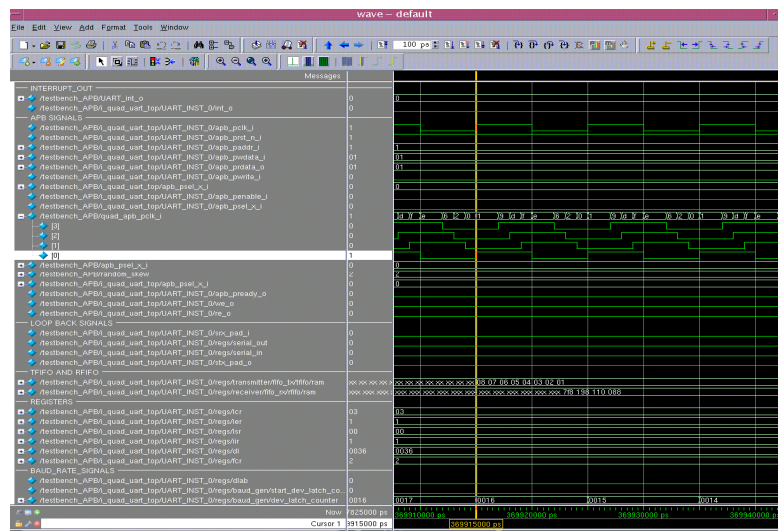 wave – default
File Edit View Add Format Tools Window
100 ps
Messages
INTERRUPT_OUT
/testbench_APB/UART_int_o 0 0
/testbench_APB/i_quad_uart_top/UART_INST_0/int_o 0
APB SIGNALS
/testbench_APB/i_quad_uart_top/UART_INST_0/apb_pclk_i 1
/testbench_APB/i_quad_uart_top/UART_INST_0/apb_prst_n_i 1
/testbench_APB/i_quad_uart_top/UART_INST_0/apb_paddr_i 1 1
/testbench_APB/i_quad_uart_top/UART_INST_0/apb_pwdata_i 01 01
/testbench_APB/i_quad_uart_top/UART_INST_0/apb_prdata_o 01 01
/testbench_APB/i_quad_uart_top/UART_INST_0/apb_pwrite_i 0
/testbench_APB/i_quad_uart_top/apb_psel_x_i 0 0
/testbench_APB/i_quad_uart_top/UART_INST_0/apb_penable_i 0
/testbench_APB/i_quad_uart_top/UART_INST_0/apb_psel_x_i 0
/testbench_APB/quad_apb_pclk_i 1
[3] 0
[2] 0
[1] 0
[0] 1
/testbench_APB/apb_psel_x_i 0 0
/testbench_APB/random_skew 2 2
/testbench_APB/i_quad_uart_top/apb_psel_x_i 0 0
/testbench_APB/i_quad_uart_top/UART_INST_0/apb_pready_o 0
/testbench_APB/i_quad_uart_top/UART_INST_0/we_o 0
/testbench_APB/i_quad_uart_top/UART_INST_0/re_o 0
LOOP BACK SIGNALS
/testbench_APB/i_quad_uart_top/UART_INST_0/srx_pad_i 0
/testbench_APB/i_quad_uart_top/UART_INST_0/regs/serial_out 0
/testbench_APB/i_quad_uart_top/UART_INST_0/regs/serial_in 0
/testbench_APB/i_quad_uart_top/UART_INST_0/stx_pad_o 0
TFIFO AND RFIFO
/testbench_APB/i_quad_uart_top/UART_INST_0/regs/transmitter/fifo_tx/tfifo/ram xx xx xx 08 07 06 05 04 03 02 01
/testbench_APB/i_quad_uart_top/UART_INST_0/regs/receiver/fifo_rx/rfifo/ram xxx xxx xxx 7f8 198 110 088
REGISTERS
/testbench_APB/i_quad_uart_top/UART_INST_0/regs/lcr 03 03
/testbench_APB/i_quad_uart_top/UART_INST_0/regs/ier 1 1
/testbench_APB/i_quad_uart_top/UART_INST_0/regs/lsr 00 00
/testbench_APB/i_quad_uart_top/UART_INST_0/regs/iir 1 1
/testbench_APB/i_quad_uart_top/UART_INST_0/regs/dl 0036 0036
/testbench_APB/i_quad_uart_top/UART_INST_0/regs/fcr 2 2
BAUD_RATE_SIGNALS
/testbench_APB/i_quad_uart_top/UART_INST_0/regs/dlab 0
/testbench_APB/i_quad_uart_top/UART_INST_0/regs/baud_gen/start_dev_latch_co... 0
/testbench_APB/i_quad_uart_top/UART_INST_0/regs/baud_gen/dev_latch_counter 0016 0017 0016 0015 0014
Now 7825000 ps 369910000 ps 369920000 ps 369930000 ps 369940000 p
Cursor 1 9915000 ps 369915000 ps